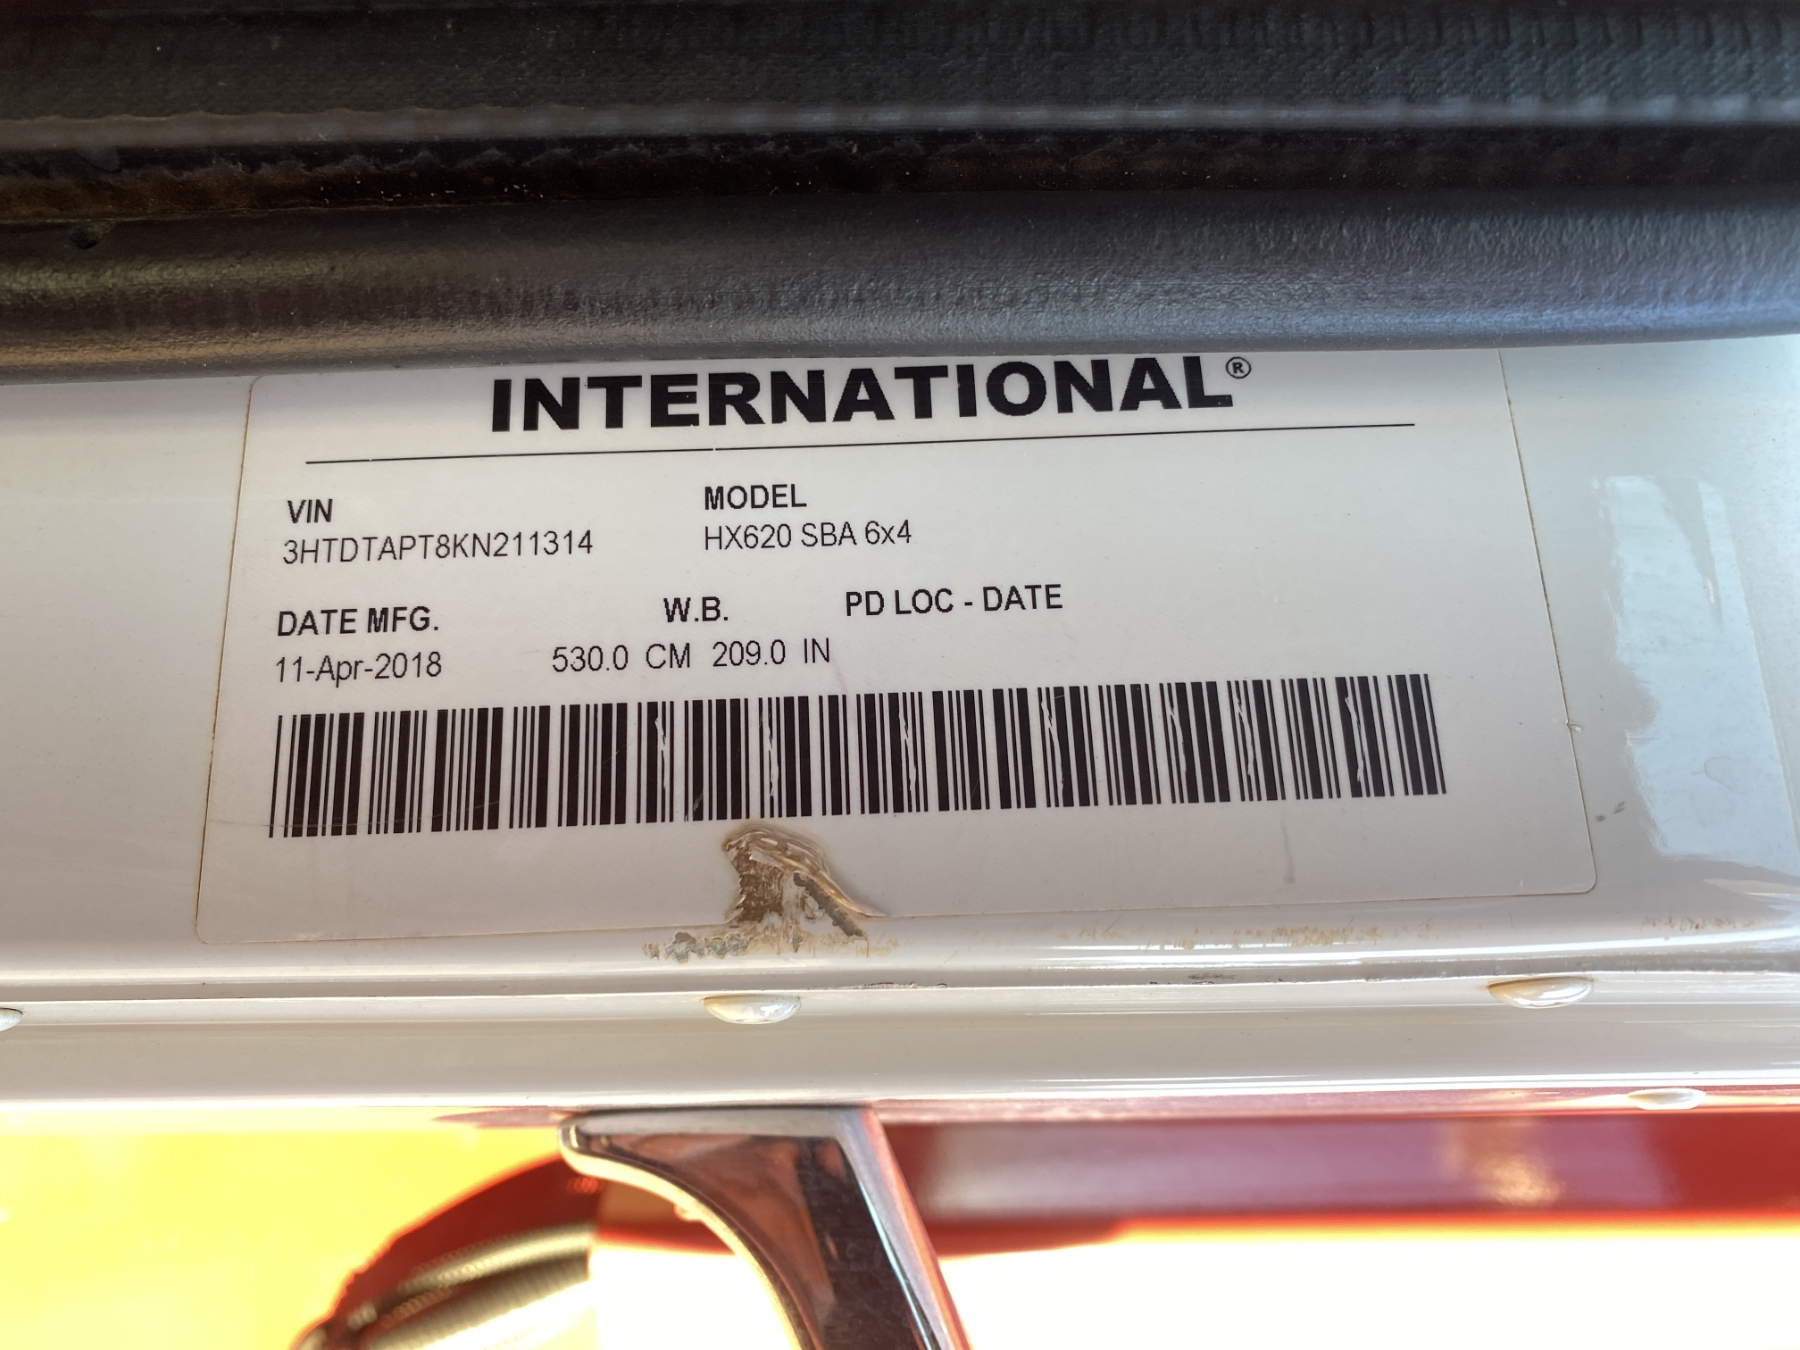 INTERNATIONAL®
VIN MODEL
3HTDTAPT8KN211314 HX620 SBA 6x4
DATE MFG. W.B. PD LOC - DATE
11-Apr-2018 530.0 CM 209.0 IN